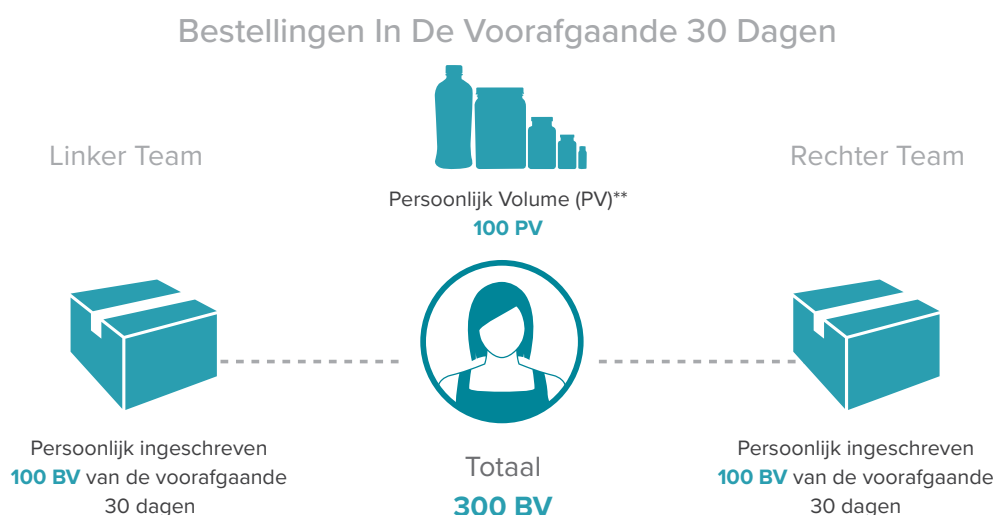 Bestellingen In De Voorafgaande 30 Dagen
Linker Team
Rechter Team
Persoonlijk Volume (PV)**
100 PV
Persoonlijk ingeschreven
100 BV van de voorafgaande
30 dagen
Totaal
300 BV
Persoonlijk ingeschreven
100 BV van de voorafgaande
30 dagen